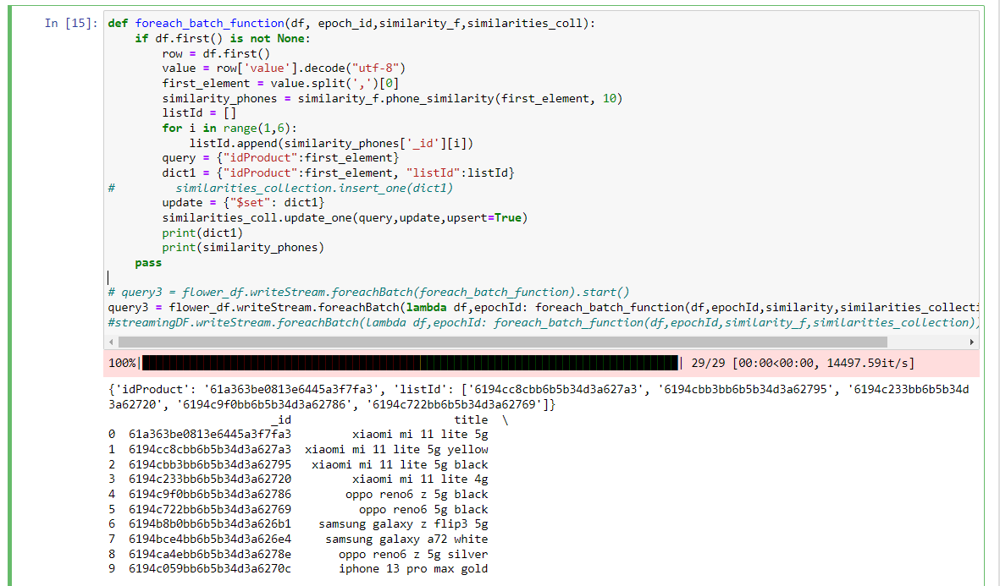 In [15]: def foreach_batch_function(df, epoch_id,similarity_f,similarities_coll):
    if df.first() is not None:
        row = df.first()
        value = row['value'].decode("utf-8")
        first_element = value.split(',')[0]
        similarity_phones = similarity_f.phone_similarity(first_element, 10)
        listId = []
        for i in range(1,6):
            listId.append(similarity_phones['_id'][i])
        query = {"idProduct":first_element}
        dict1 = {"idProduct":first_element, "listId":listId}
#         similarities_collection.insert_one(dict1)
        update = {"$set": dict1}
        similarities_coll.update_one(query,update,upsert=True)
        print(dict1)
        print(similarity_phones)
    pass
# query3 = flower_df.writeStream.foreachBatch(foreach_batch_function).start()
query3 = flower_df.writeStream.foreachBatch(lambda df,epochId: foreach_batch_function(df,epochId,similarity,similarities_collecti
#streamingDF.writeStream.foreachBatch(lambda df,epochId: foreach_batch_function(df,epochId,similarity_f,similarities_collection))
100%| | 29/29 [00:00<00:00, 14497.59it/s]
{'idProduct': '61a363be0813e6445a3f7fa3', 'listId': ['6194cc8cbb6b5b34d3a627a3', '6194cbb3bb6b5b34d3a62795', '6194c233bb6b5b34d
3a62720', '6194c9f0bb6b5b34d3a62786', '6194c722bb6b5b34d3a62769']}
_id title \
0 61a363be0813e6445a3f7fa3 xiaomi mi 11 lite 5g
1 6194cc8cbb6b5b34d3a627a3 xiaomi mi 11 lite 5g yellow
2 6194cbb3bb6b5b34d3a62795 xiaomi mi 11 lite 5g black
3 6194c233bb6b5b34d3a62720 xiaomi mi 11 lite 4g
4 6194c9f0bb6b5b34d3a62786 oppo reno6 z 5g black
5 6194c722bb6b5b34d3a62769 oppo reno6 5g black
6 6194b8b0bb6b5b34d3a626b1 samsung galaxy z flip3 5g
7 6194bce4bb6b5b34d3a626e4 samsung galaxy a72 white
8 6194ca4ebb6b5b34d3a6278e oppo reno6 z 5g silver
9 6194c059bb6b5b34d3a6270c iphone 13 pro max gold